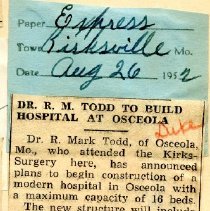 Paper Express
Town Kirksville Mo.
Date Aug 26 1952
DR. R. M. TODD TO BUILD
HOSPITAL AT OSCEOLA
Dr. R. Mark Todd, of Osceola,
Mo., who attended the Kirks-
Surgery here, has announced
plans to begin construction of a
modern hospital in Osceola with
a maximum capacity of 16 beds.
The new structure will include